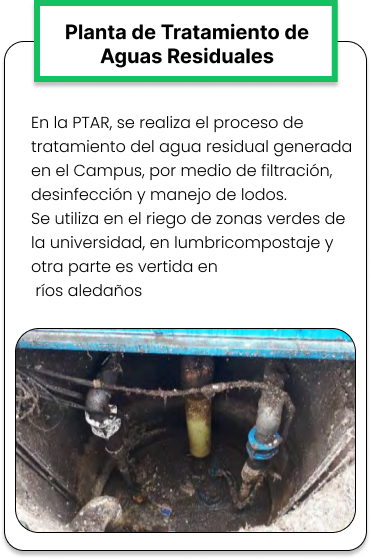 Planta de Tratamiento de
Aguas Residuales
En la PTAR, se realiza el proceso de
tratamiento del agua residual generada
en el Campus, por medio de filtración,
desinfección y manejo de lodos.
Se utiliza en el riego de zonas verdes de
la universidad, en lumbricompostaje y
otra parte es vertida en
ríos aledaños